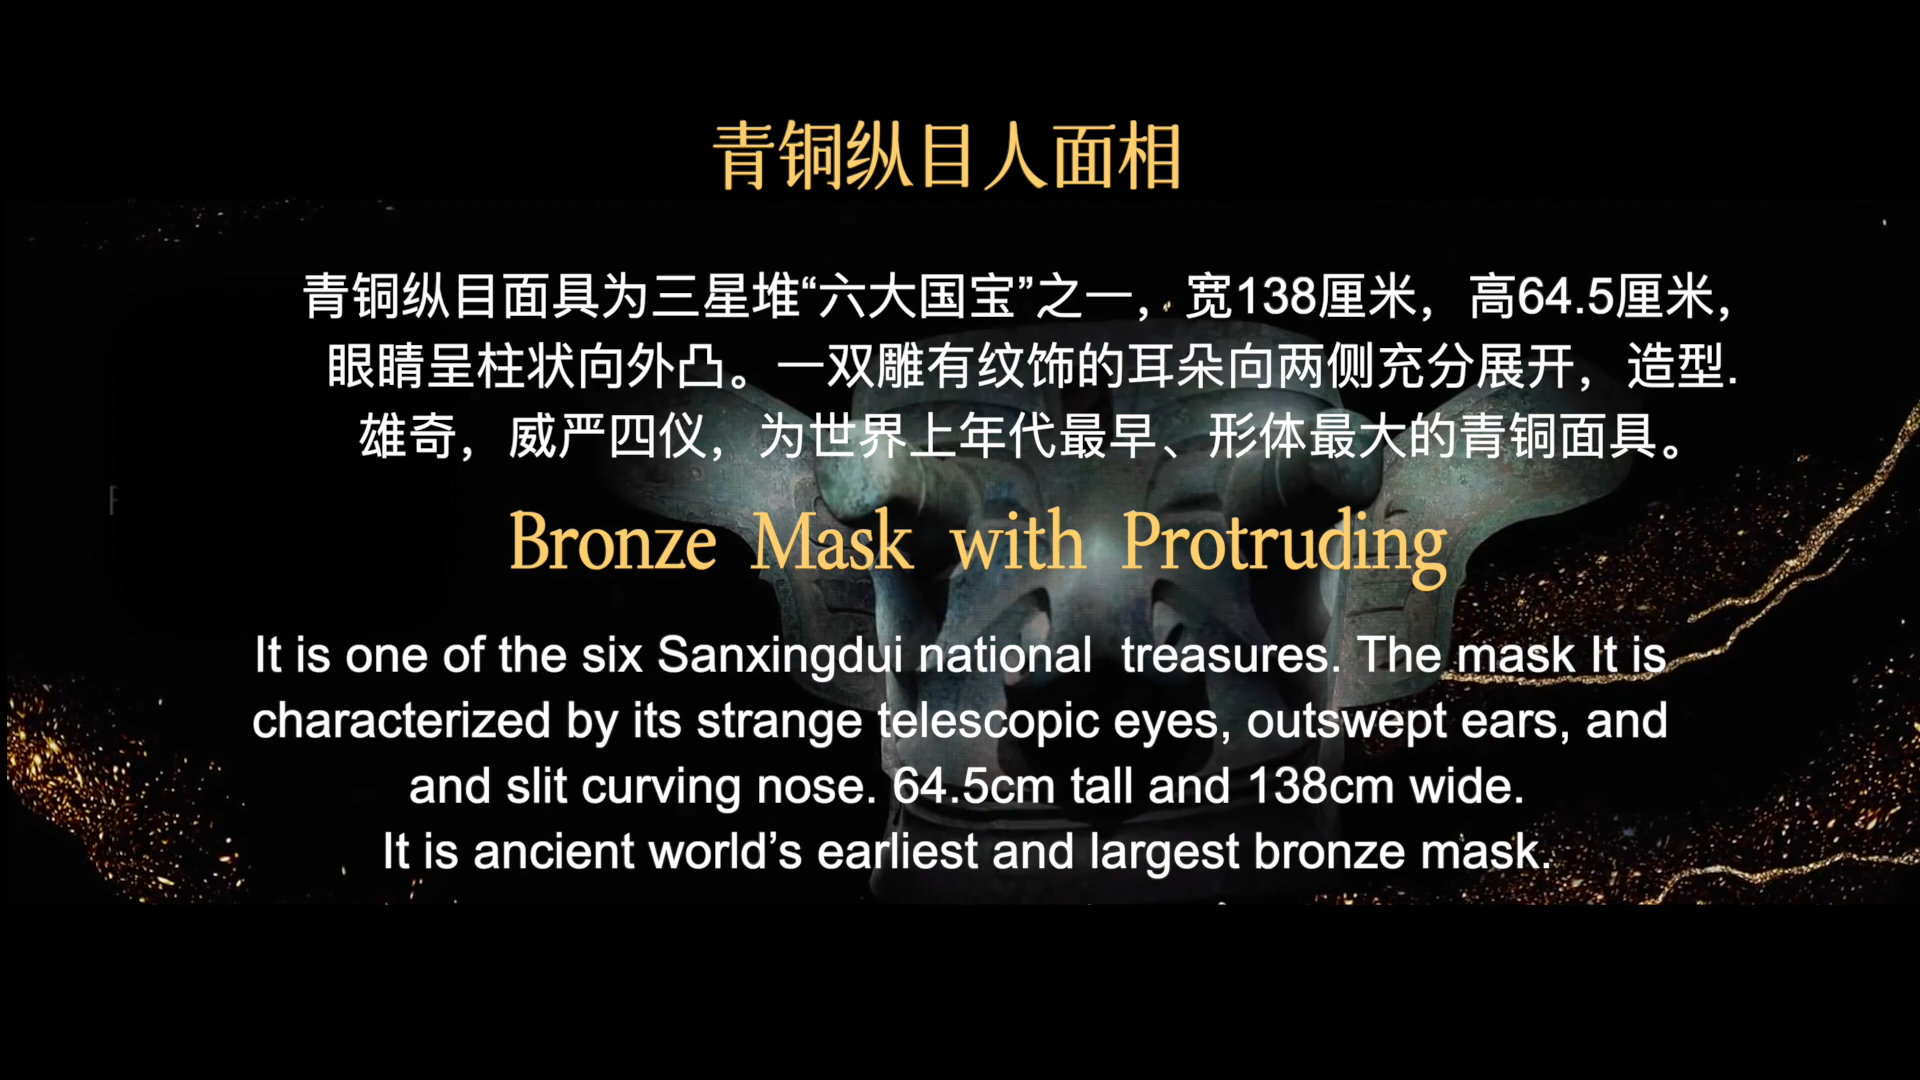 青铜纵目人面相
青铜纵目面具为三星堆“六大国宝”之一，宽138厘米，高64.5厘米，
眼睛呈柱状向外凸。一双雕有纹饰的耳朵向两侧充分展开，造型.
雄奇，威严四仪，为世界上年代最早、形体最大的青铜面具。
Bronze Mask with Protruding
It is one of the six Sanxingdui national treasures. The mask It is
characterized by its strange telescopic eyes, outswept ears, and
and slit curving nose. 64.5cm tall and 138cm wide.
It is ancient world’s earliest and largest bronze mask.